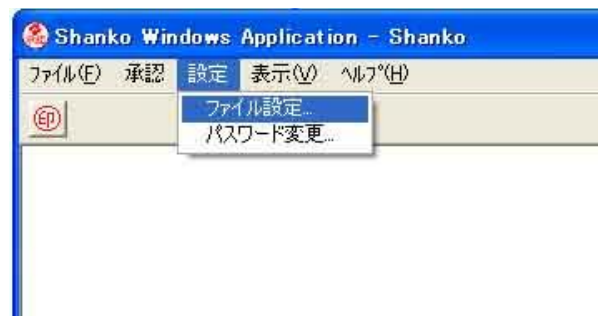 Shanko Windows Application - Shanko
ファイル(F) 承認 設定 表示(V) ヘルプ(H)
印
ファイル設定...
パスワード変更...